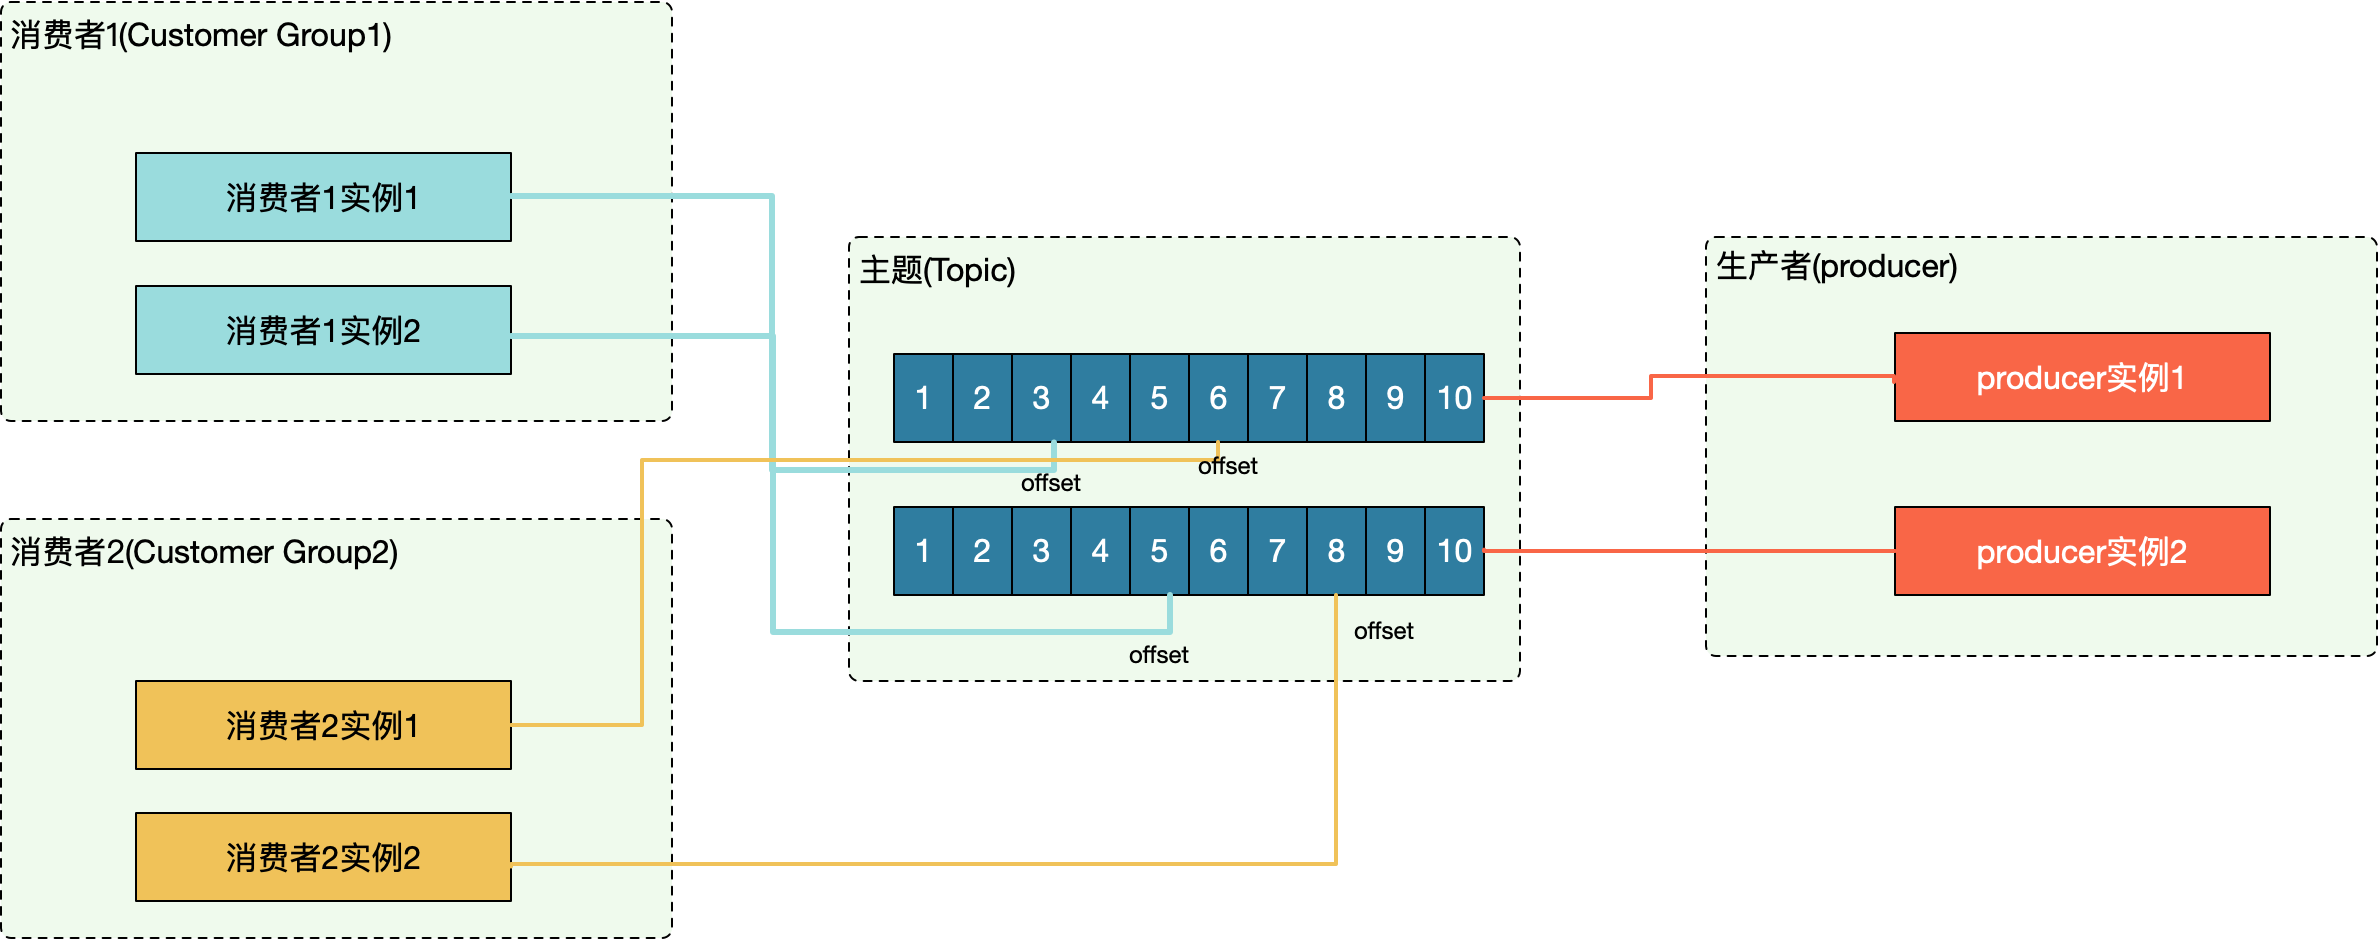 消费者1(Customer Group1)
消费者1实例1
消费者1实例2
消费者2(Customer Group2)
消费者2实例1
消费者2实例2
主题(Topic)
1 2 3 4 5 6 7 8 9 10
offset
offset
1 2 3 4 5 6 7 8 9 10
offset
offset
生产者(producer)
producer实例1
producer实例2